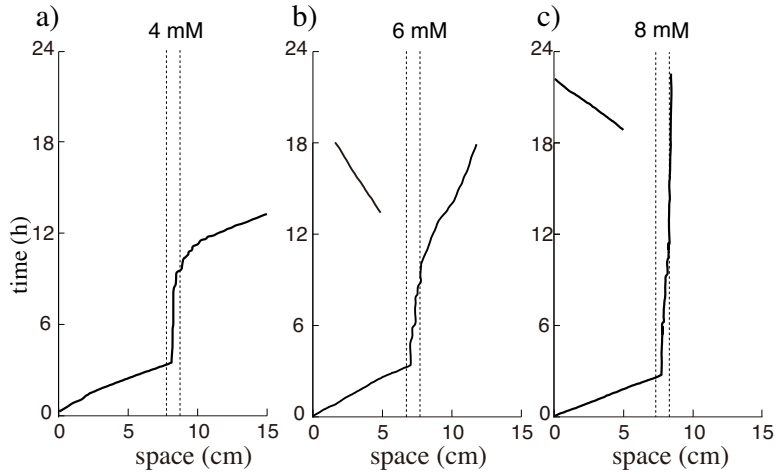 a) b) c)
4 mM 6 mM 8 mM
24 24 24
18 18 18
12 12 12
6 6 6
0 0 0
time (h)
0 5 10 15 0 5 10 15 0 5 10 15
space (cm) space (cm) space (cm)